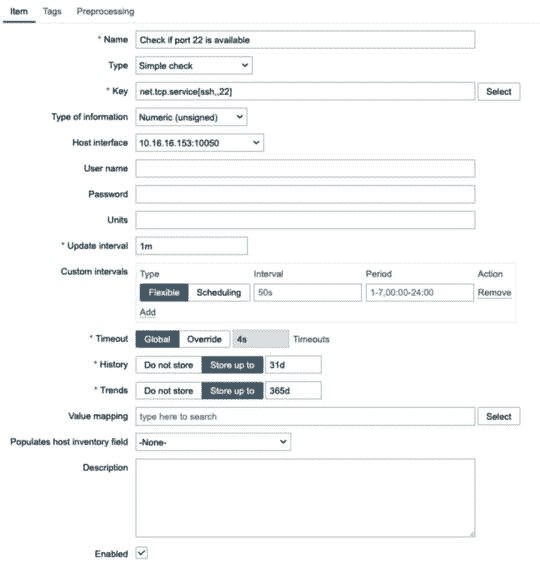 Item Tags Preprocessing
* Name Check if port 22 is available
Type Simple check
* Key net.tcp.service[ssh,,22] Select
Type of information Numeric (unsigned)
Host interface 10.16.16.153:10050
User name
Password
Units
* Update interval 1m
Custom intervals Type Interval Period Action
Flexible Scheduling 50s 1-7,00:00-24:00 Remove
Add
* Timeout Global Override 4s Timeouts
* History Do not store Store up to 31d
* Trends Do not store Store up to 365d
Value mapping type here to search Select
Populates host inventory field -None-
Description
Enabled